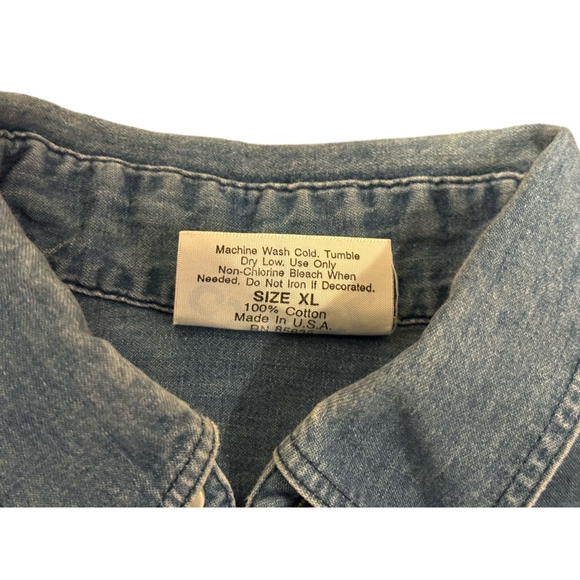 Machine Wash Cold, Tumble
Dry Low, Use Only
Non-Chlorine Bleach When
Needed, Do Not Iron If Decorated.
SIZE XL
100% Cotton
Made In U.S.A.
RN